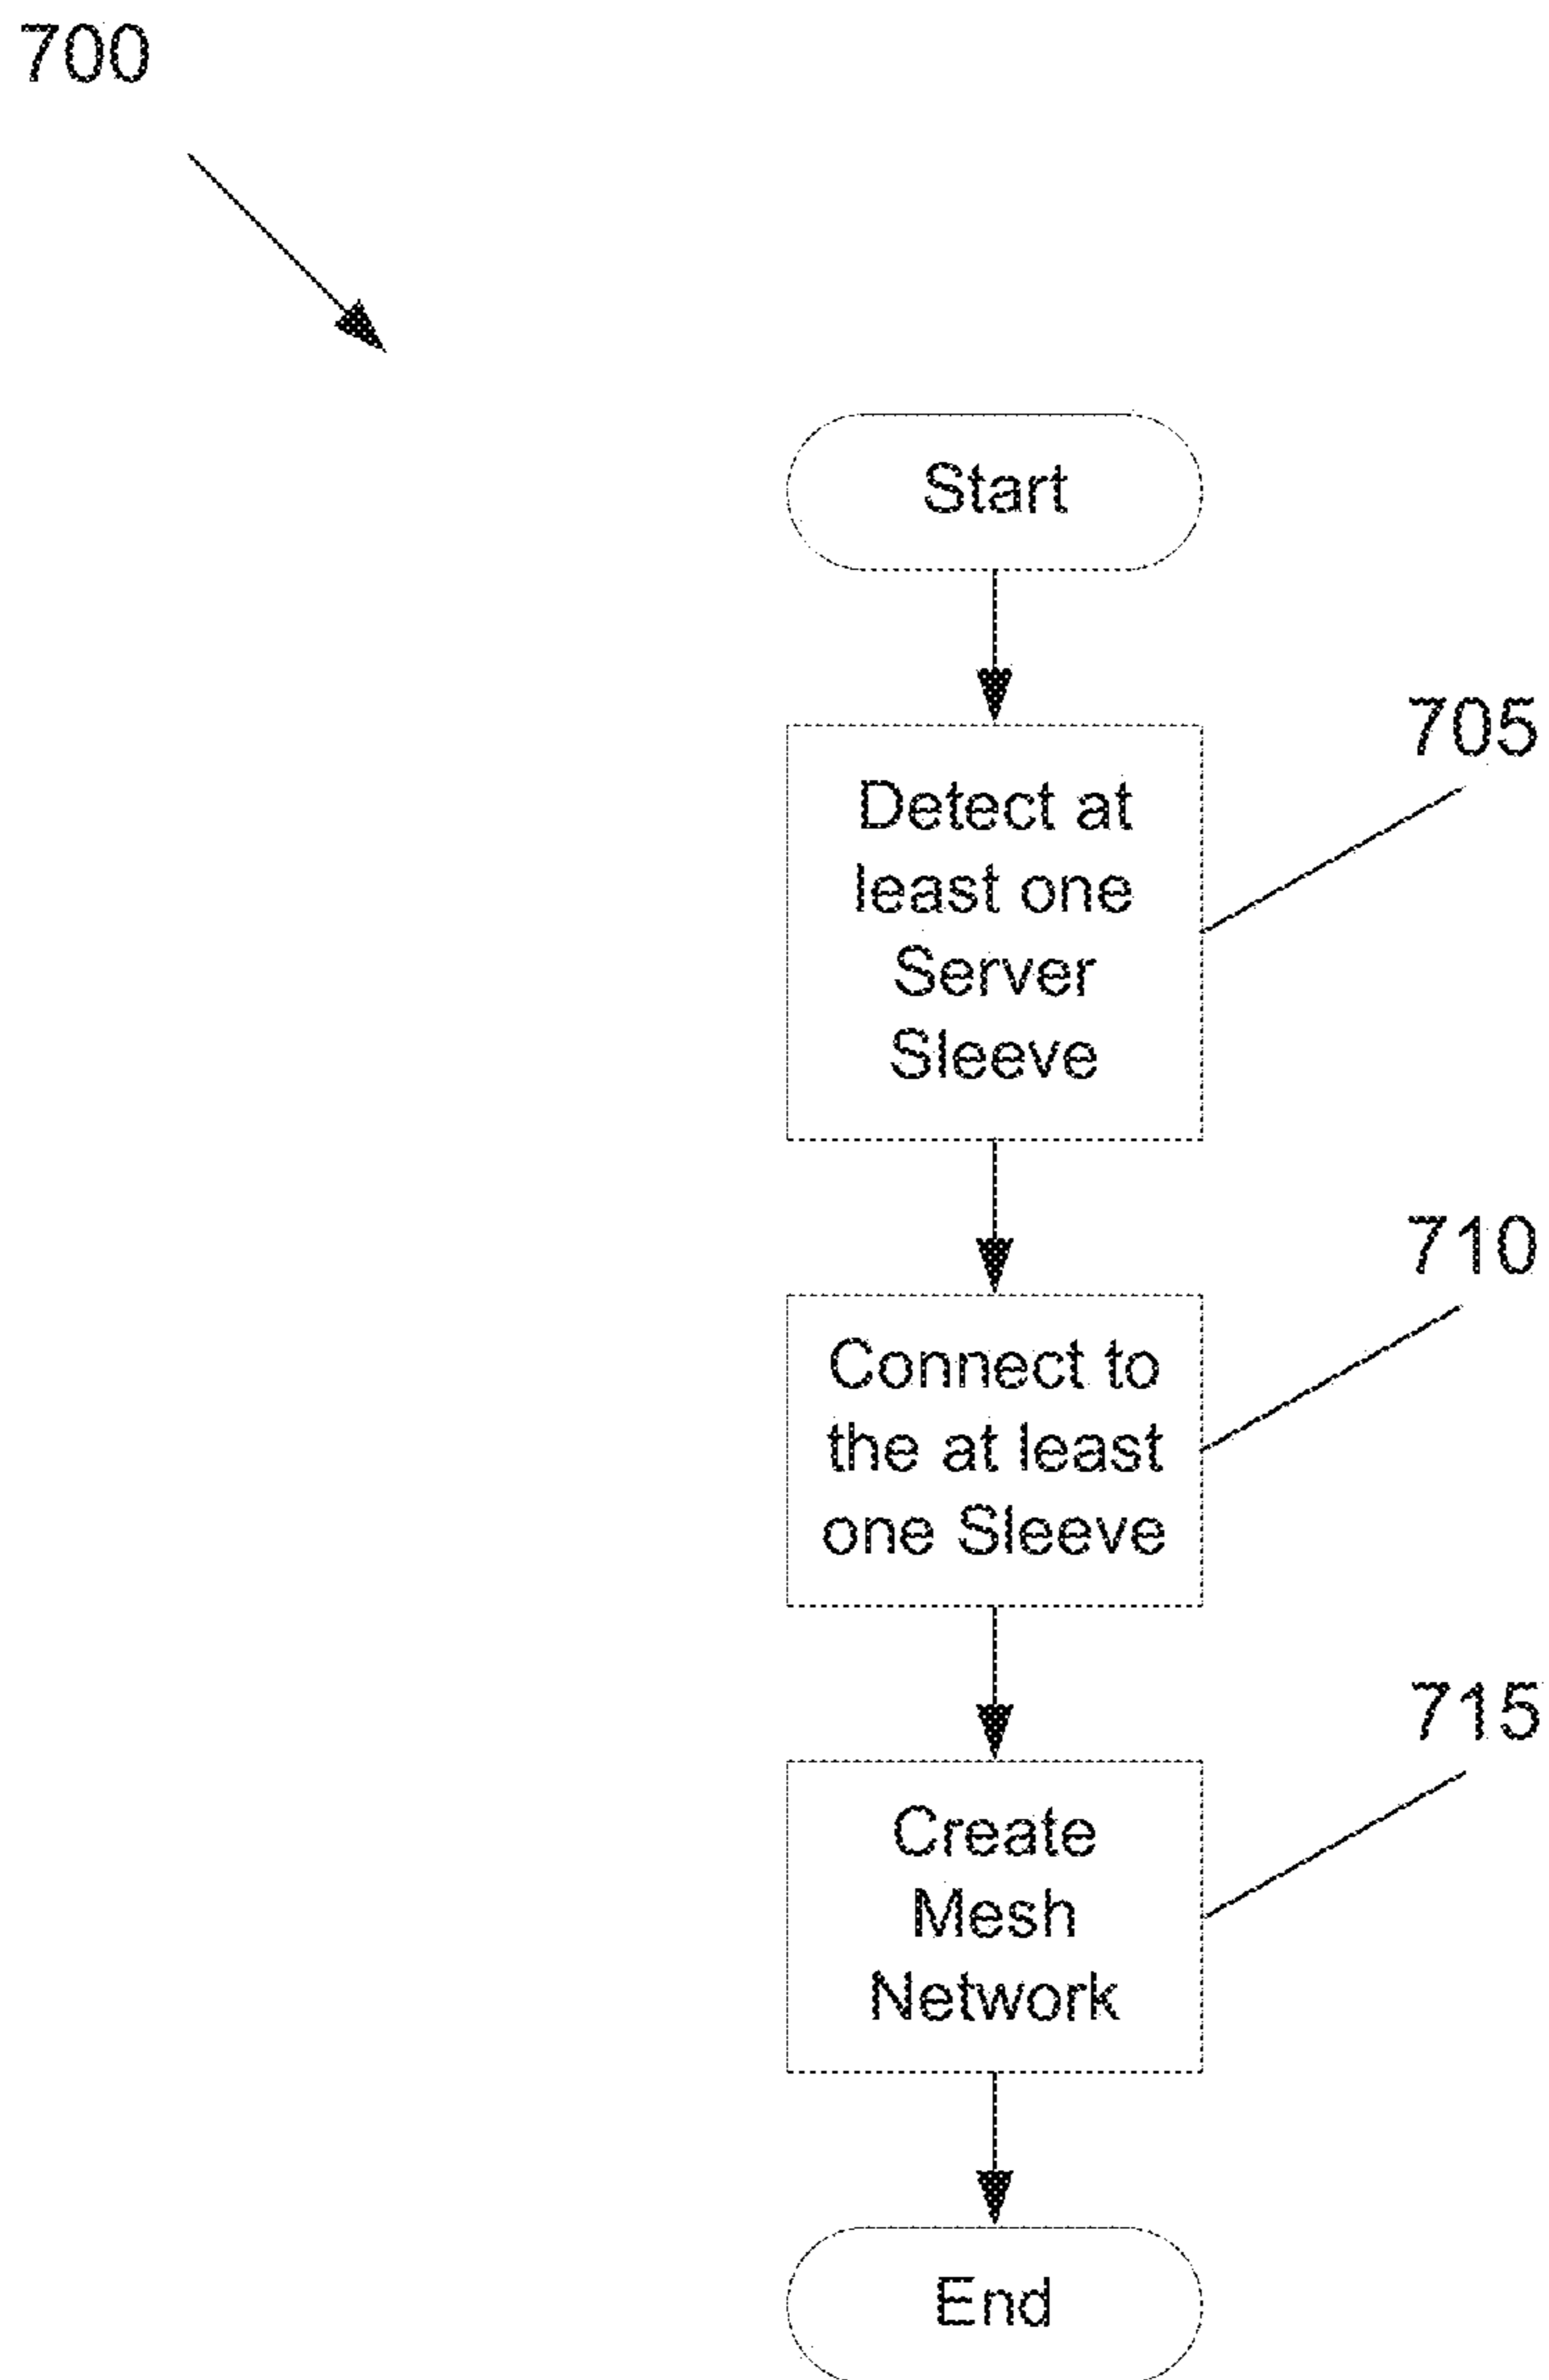 700
Start
705
Detect at
least one
Server
Sleeve
710
Connect to
the at least
one Sleeve
715
Create
Mesh
Network
End